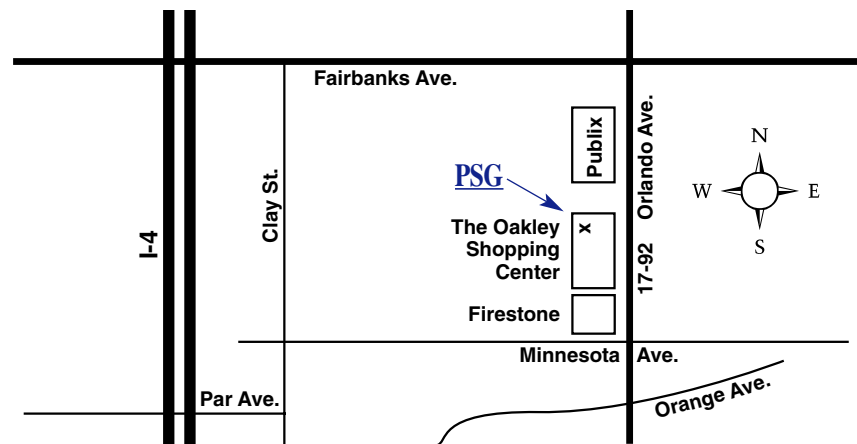 Fairbanks Ave.
Publix
Orlando Ave.
17-92
N
W
E
S
PSG
x
The Oakley
Shopping
Center
Firestone
Clay St.
I-4
Minnesota Ave.
Par Ave.
Orange Ave.